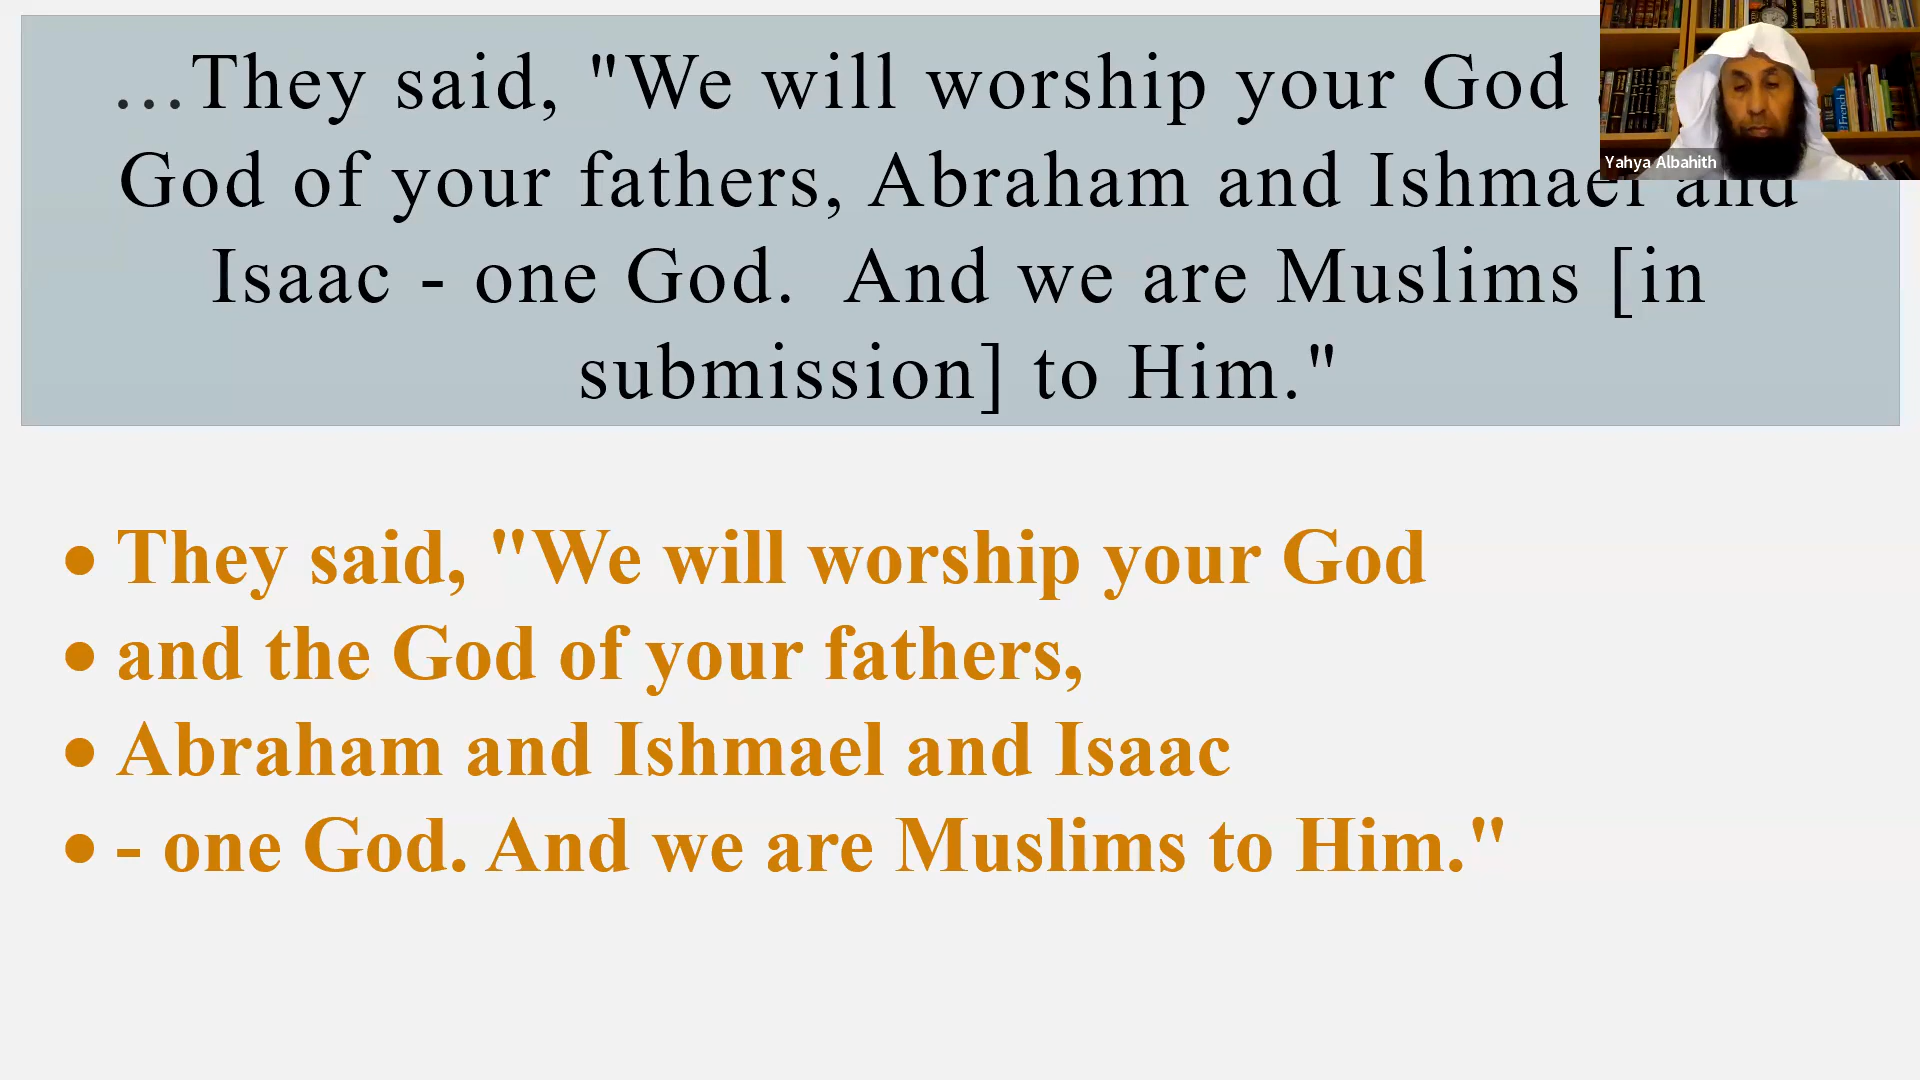 ...They said, "We will worship your God
God of your fathers, Abraham and Ishmael and
Isaac - one God.  And we are Muslims [in
submission] to Him."
Yahya Albahith
French
• They said, "We will worship your God
• and the God of your fathers,
• Abraham and Ishmael and Isaac
• - one God. And we are Muslims to Him."